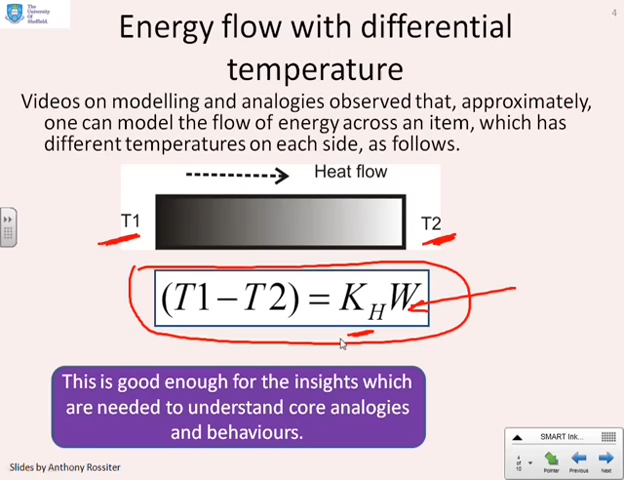 The
University
Of
Sheffield.
4
Energy flow with differential
temperature
Videos on modelling and analogies observed that, approximately,
one can model the flow of energy across an item, which has
different temperatures on each side, as follows.
Heat flow
T1
T2
(T1 − T2) = K_H W
This is good enough for the insights which
are needed to understand core analogies
and behaviours.
SMART Ink...
4
of
10
Pointer
Previous
Next
Slides by Anthony Rossiter